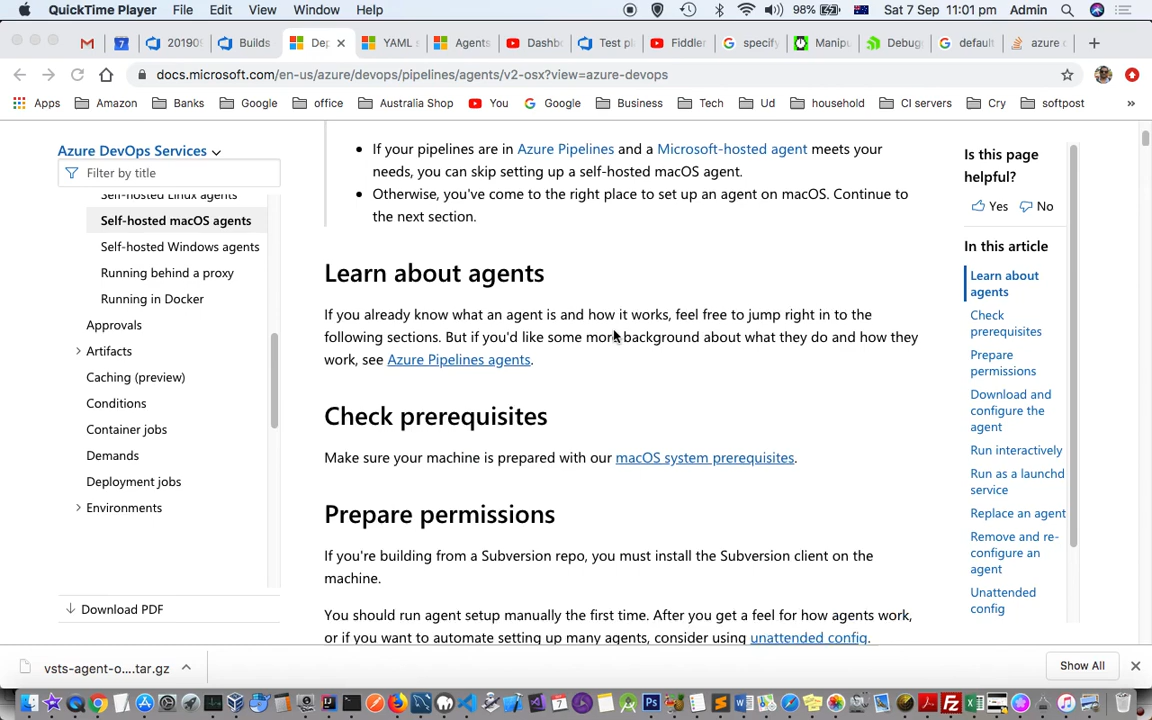 QuickTime Player File Edit View Window Help 98% Sat 7 Sep 11:01 pm Admin
201909 Builds Dep YAML s Agents Dashb Test pl Fiddler specify Manipu Debug default azure c
docs.microsoft.com/en-us/azure/devops/pipelines/agents/v2-osx?view=azure-devops
Apps Amazon Banks Google office Australia Shop You Google Business Tech Ud household CI servers Cry softpost »
Azure DevOps Services
Filter by title
Self-hosted Linux agents
Self-hosted macOS agents
Self-hosted Windows agents
Running behind a proxy
Running in Docker
Approvals
Artifacts
Caching (preview)
Conditions
Container jobs
Demands
Deployment jobs
Environments
Download PDF
If your pipelines are in Azure Pipelines and a Microsoft-hosted agent meets your
needs, you can skip setting up a self-hosted macOS agent.
Otherwise, you've come to the right place to set up an agent on macOS. Continue to
the next section.
Learn about agents
If you already know what an agent is and how it works, feel free to jump right in to the
following sections. But if you'd like some more background about what they do and how they
work, see Azure Pipelines agents.
Check prerequisites
Make sure your machine is prepared with our macOS system prerequisites.
Prepare permissions
If you're building from a Subversion repo, you must install the Subversion client on the
machine.
You should run agent setup manually the first time. After you get a feel for how agents work,
or if you want to automate setting up many agents, consider using unattended config.
Is this page
helpful?
Yes No
In this article
Learn about
agents
Check
prerequisites
Prepare
permissions
Download and
configure the
agent
Run interactively
Run as a launchd
service
Replace an agent
Remove and re-
configure an
agent
Unattended
config
vsts-agent-o....tar.gz
Show All